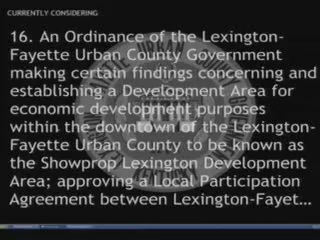 CURRENTLY CONSIDERING
16. An Ordinance of the Lexington-
Fayette Urban County Government
making certain findings concerning and
establishing a Development Area for
economic development purposes
within the downtown of the Lexington-
Fayette Urban County to be known as
the Showprop Lexington Development
Area; approving a Local Participation
Agreement between Lexington-Fayet...